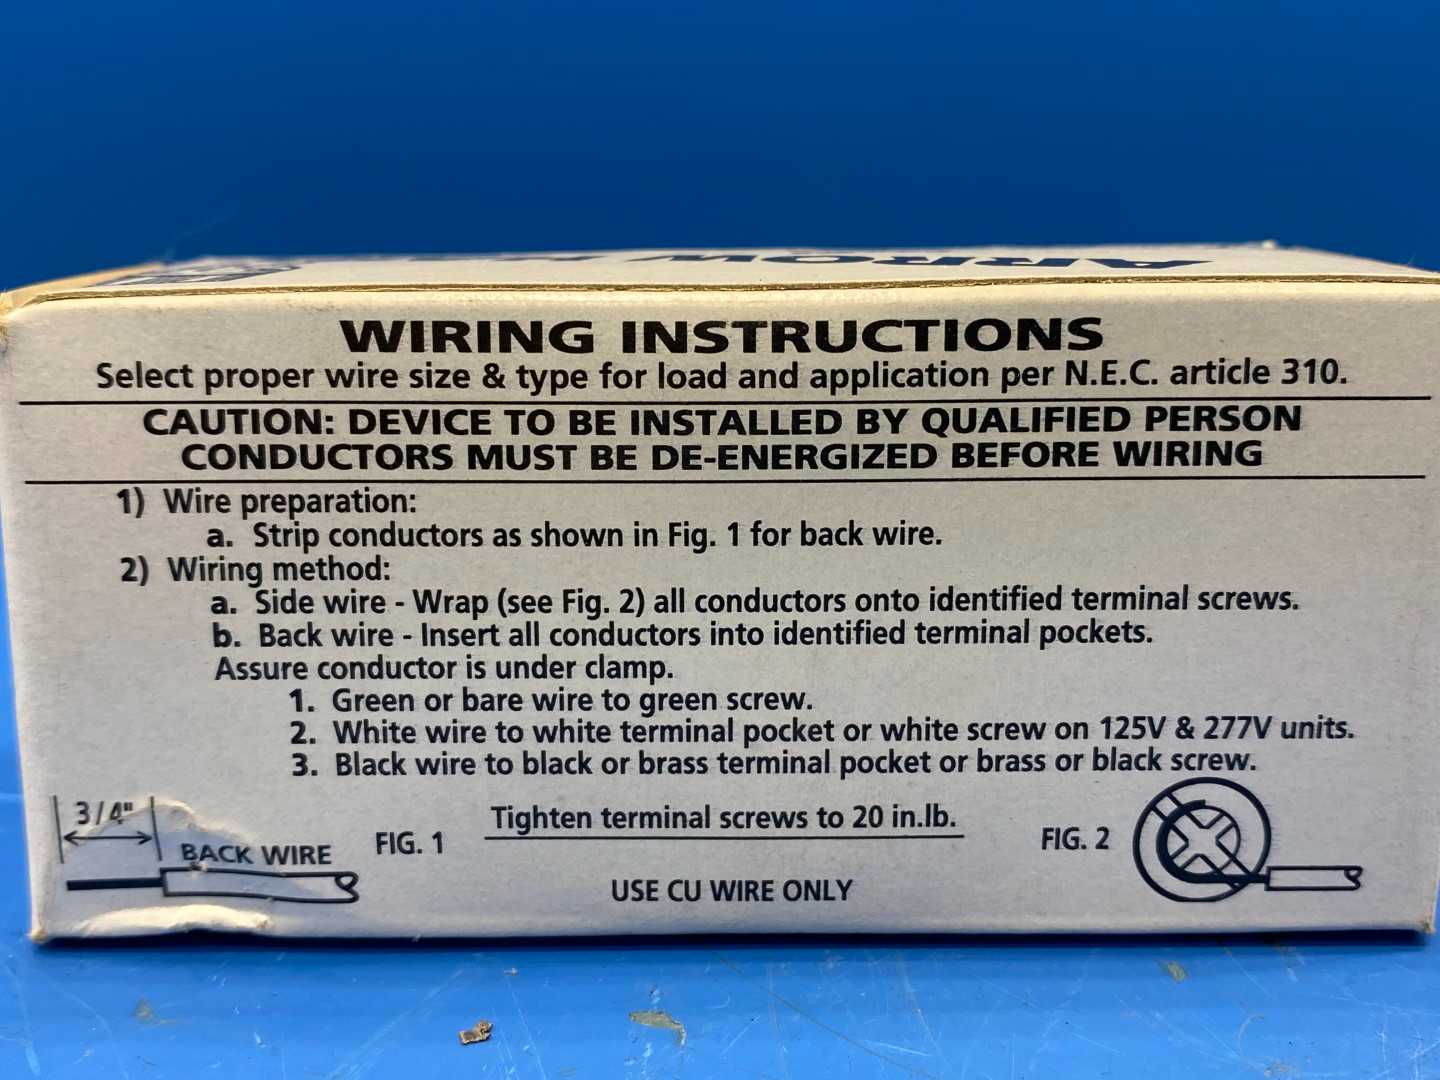 ARROW
WIRING INSTRUCTIONS
Select proper wire size & type for load and application per N.E.C. article 310.
CAUTION: DEVICE TO BE INSTALLED BY QUALIFIED PERSON
CONDUCTORS MUST BE DE-ENERGIZED BEFORE WIRING
1) Wire preparation:
a. Strip conductors as shown in Fig. 1 for back wire.
2) Wiring method:
a. Side wire - Wrap (see Fig. 2) all conductors onto identified terminal screws.
b. Back wire - Insert all conductors into identified terminal pockets.
Assure conductor is under clamp.
1. Green or bare wire to green screw.
2. White wire to white terminal pocket or white screw on 125V & 277V units.
3. Black wire to black or brass terminal pocket or brass or black screw.
3/4"
BACK WIRE
FIG. 1
Tighten terminal screws to 20 in.lb.
USE CU WIRE ONLY
FIG. 2